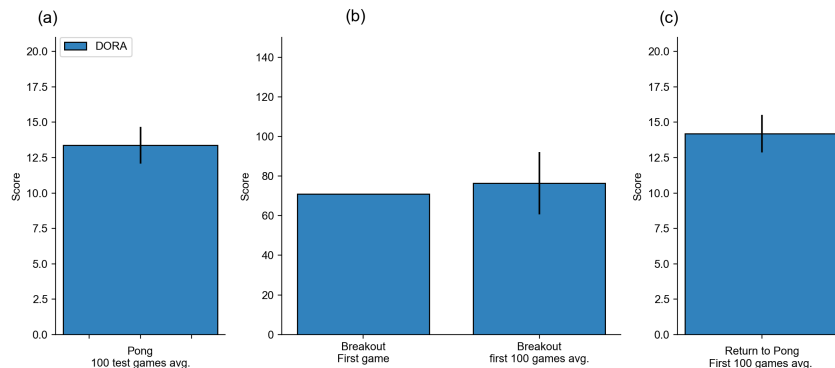 (a)
DORA
Score
20.0
17.5
15.0
12.5
10.0
7.5
5.0
2.5
0.0
Pong
100 test games avg.
(b)
Score
140
120
100
80
60
40
20
0
Breakout
First game
Breakout
first 100 games avg.
(c)
Score
20.0
17.5
15.0
12.5
10.0
7.5
5.0
2.5
0.0
Return to Pong
First 100 games avg.